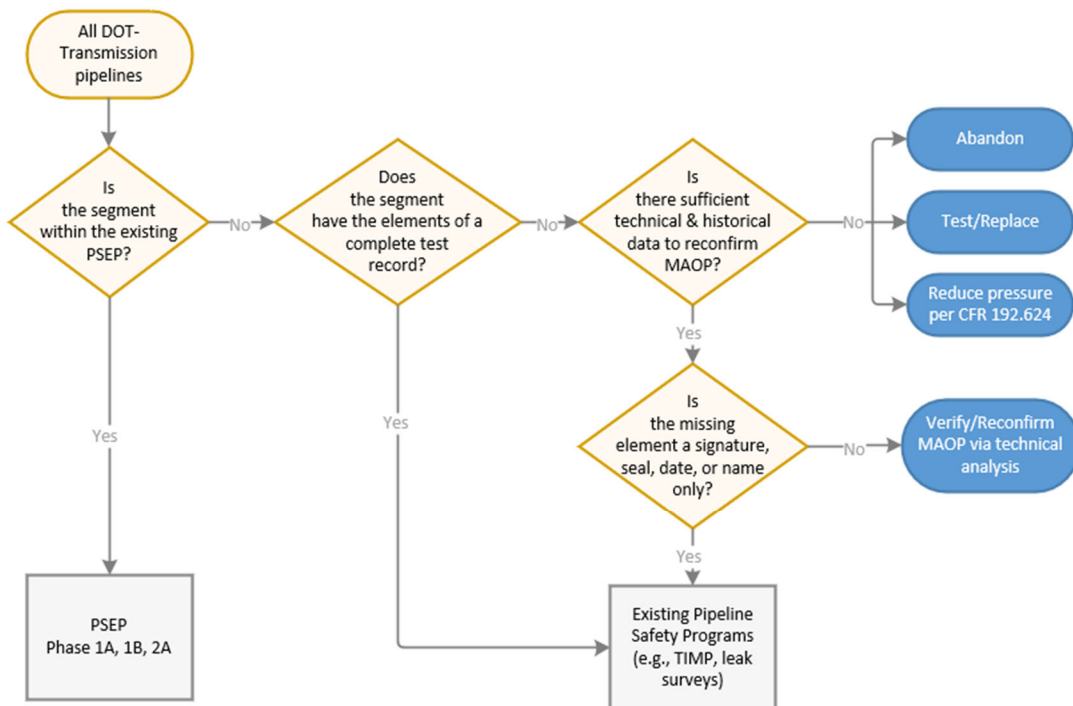 All DOT-
Transmission
pipelines
Is
the segment
within the existing
PSEP?
No
Does
the segment
have the elements of a
complete test
record?
No
Is
there sufficient
technical & historical
data to reconfirm
MAOP?
No
Abandon
Test/Replace
Reduce pressure
per CFR 192.624
Yes
Yes
Yes
Is
the missing
element a signature,
seal, date, or name
only?
No
Verify/Reconfirm
MAOP via technical
analysis
Yes
PSEP
Phase 1A, 1B, 2A
Existing Pipeline
Safety Programs
(e.g., TIMP, leak
surveys)